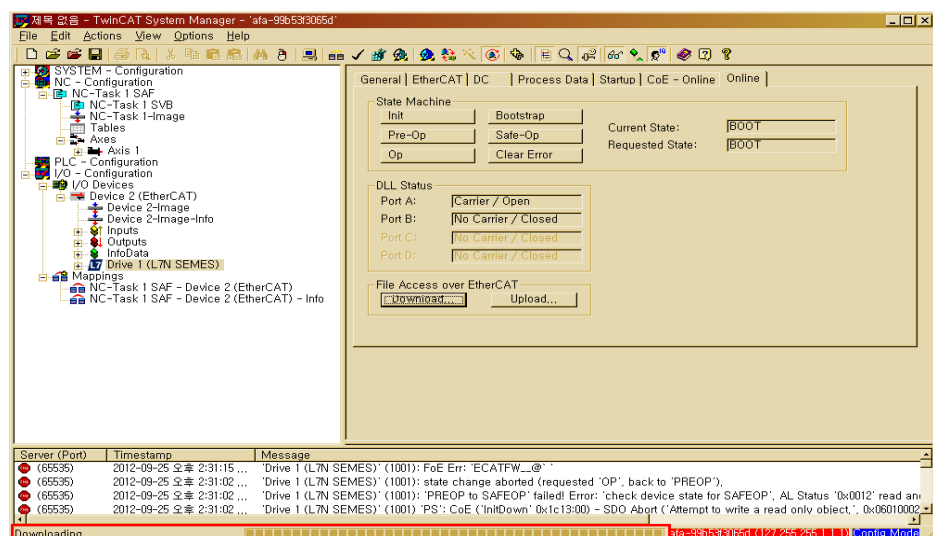 제목 없음 - TwinCAT System Manager - 'afa-99b53f3065d'
File Edit Actions View Options Help
SYSTEM - Configuration
NC - Configuration
NC-Task 1 SAF
NC-Task 1 SVB
NC-Task 1-Image
Tables
Axes
Axis 1
PLC - Configuration
I/O - Configuration
I/O Devices
Device 2 (EtherCAT)
Device 2-Image
Device 2-Image-Info
Inputs
Outputs
InfoData
Drive 1 (L7N SEMES)
Mappings
NC-Task 1 SAF - Device 2 (EtherCAT)
NC-Task 1 SAF - Device 2 (EtherCAT) - Info
General EtherCAT DC Process Data Startup CoE - Online Online
State Machine
Init Bootstrap
Pre-Op Safe-Op
Op Clear Error
Current State: BOOT
Requested State: BOOT
DLL Status
Port A: Carrier / Open
Port B: No Carrier / Closed
Port C: No Carrier / Closed
Port D: No Carrier / Closed
File Access over EtherCAT
Download... Upload...
Server (Port) Timestamp Message
(65535) 2012-09-25 오후 2:31:15 ... 'Drive 1 (L7N SEMES)' (1001): FoE Err: 'ECATFW__@' '
(65535) 2012-09-25 오후 2:31:02 ... 'Drive 1 (L7N SEMES)' (1001): state change aborted (requested 'OP', back to 'PREOP'),
(65535) 2012-09-25 오후 2:31:02 ... 'Drive 1 (L7N SEMES)' (1001): 'PREOP to SAFEOP' failed! Error: 'check device state for SAFEOP', AL Status '0x0012' read and
(65535) 2012-09-25 오후 2:31:02 ... 'Drive 1 (L7N SEMES)' (1001) 'PS': CoE ('InitDown' 0x1c13:00) - SDO Abort ('Attempt to write a read only object,', 0x06010002
Downloading
afa-99b53f3065d (127.255.255.1.1.1) Config Mode